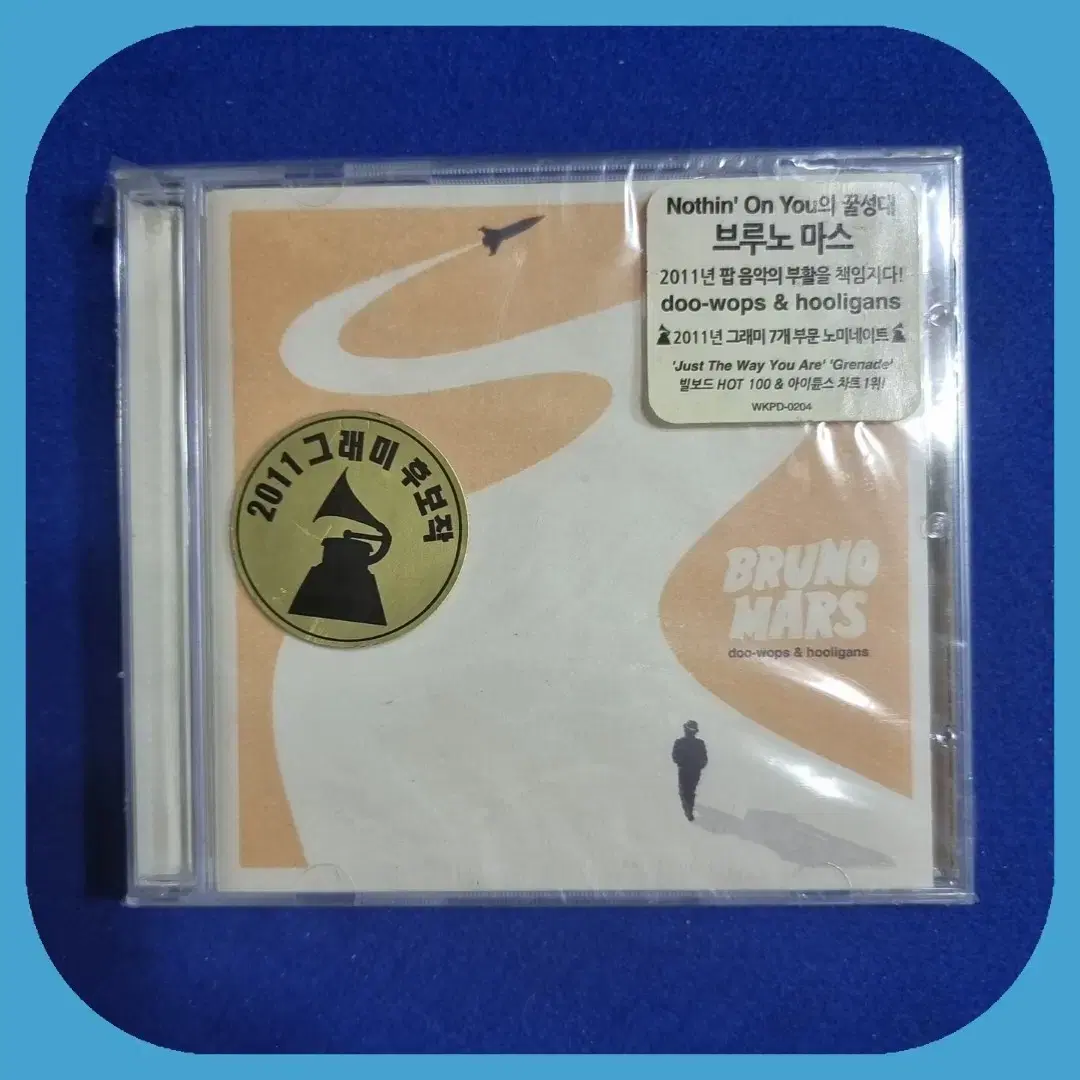 Nothin' On You의 꿀성대
브루노 마스
2011년 팝 음악의 부활을 책임지다!
doo-wops & hooligans
2011년 그래미 7개 부문 노미네이트
'Just The Way You Are' 'Grenade'
빌보드 HOT 100 & 아이튠스 차트 1위!
WKPD-0204
2011 그래미 후보작
BRUNO
MARS
doo-wops & hooligans